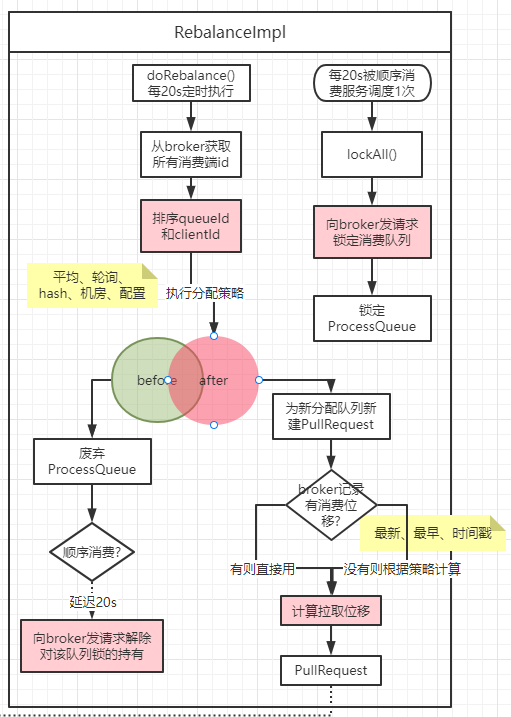 RebalanceImpl
doRebalance()
每20s定时执行
从broker获取
所有消费端id
排序queueId
和clientId
平均、轮询、
hash、机房、配置
执行分配策略
每20s被顺序消
费服务调度1次
lockAll()
向broker发请求
锁定消费队列
锁定
ProcessQueue
before
after
废弃
ProcessQueue
顺序消费?
延迟20s
向broker发请求解除
对该队列锁的持有
为新分配队列新
建PullRequest
broker记录
有消费位
移?
最新、最早、时间戳
有则直接用
没有则根据策略计算
计算拉取位移
PullRequest